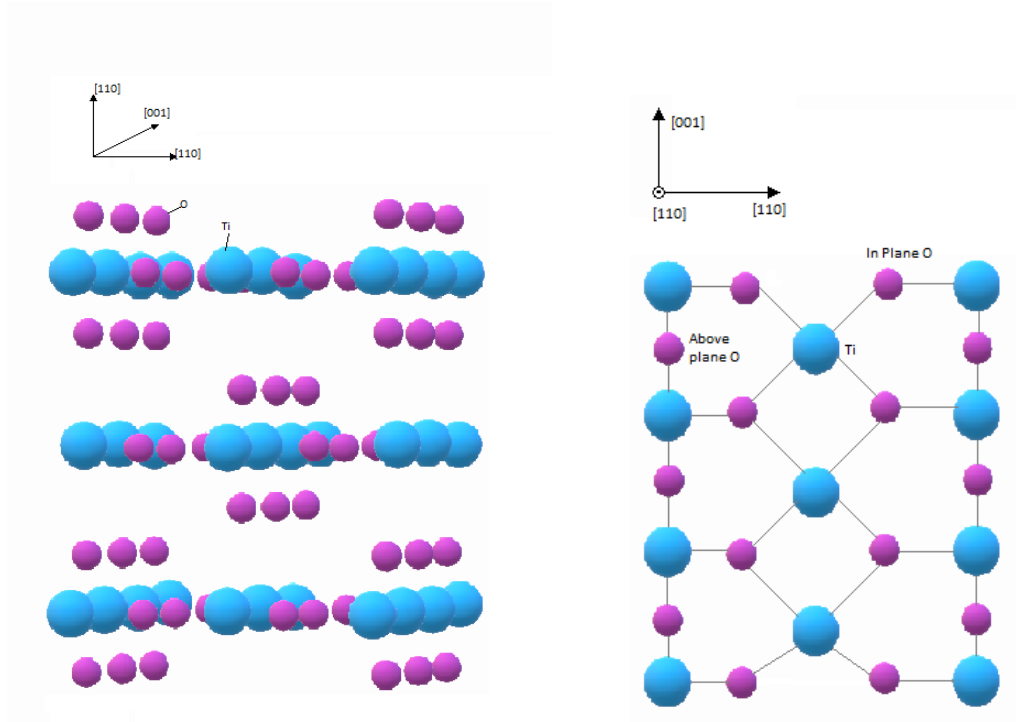 [110]
[001]
[110]
O
Ti
[001]
[110]
[110]
In Plane O
Above
plane O
Ti